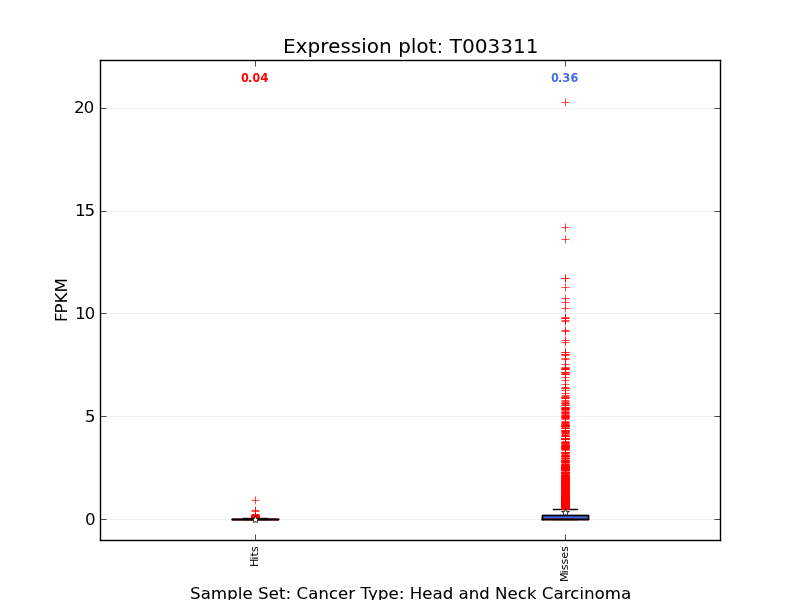 Expression plot: T003311
0.04
0.36
20
15
10
5
0
FPKM
Hits
Misses
Sample Set: Cancer Type: Head and Neck Carcinoma